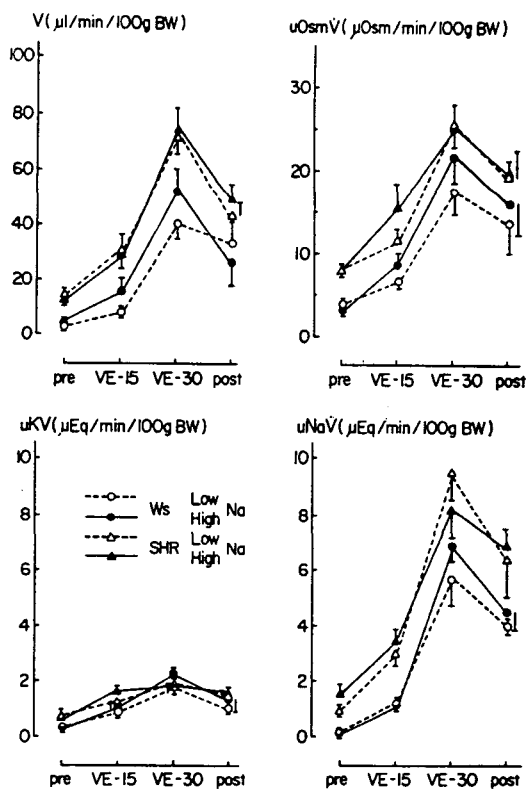 V(μl/min/100g BW)
100
80
60
40
20
0
pre VE-15 VE-30 post
uOsmV̇(μOsm/min/100g BW)
30
20
10
0
pre VE-15 VE-30 post
uKV(μEq/min/100g BW)
10
8
6
4
2
0
Ws Low Na
High
SHR Low Na
High
pre VE-15 VE-30 post
uNaV̇(μEq/min/100g BW)
10
8
6
4
2
0
pre VE-15 VE-30 post